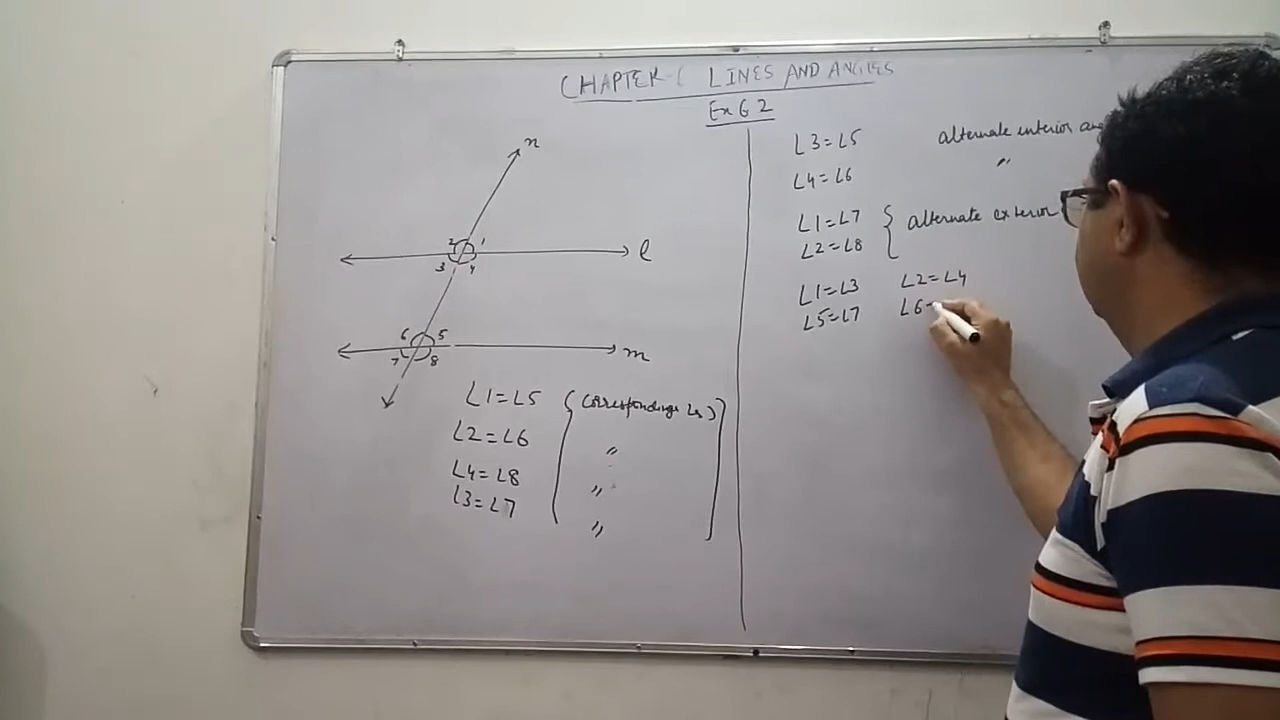 CHAPTER-6 LINES AND ANGLES
Ex 6.2
n
2 1
3 4
l
6 5
7 8
m
∠1=∠5 (corresponding ∠s)
∠2=∠6 "
∠4=∠8 "
∠3=∠7 "
∠3=∠5 alternate interior
∠4=∠6 "
∠1=∠7
∠2=∠8
alternate exterior
∠1=∠3 ∠2=∠4
∠5=∠7 ∠6=